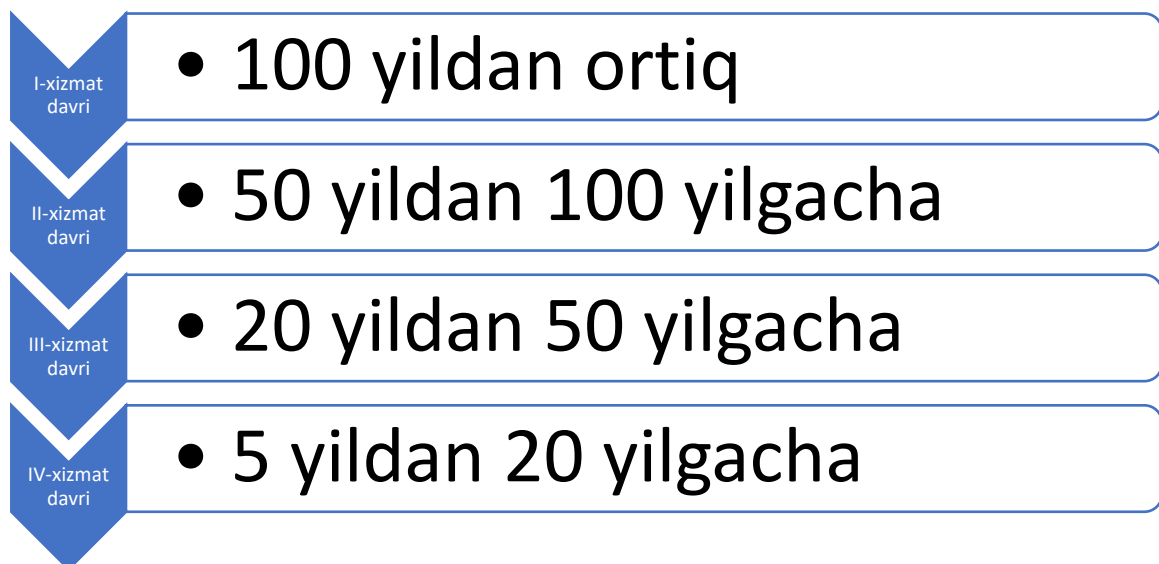 I-xizmat
davri
• 100 yildan ortiq
II-xizmat
davri
• 50 yildan 100 yilgacha
III-xizmat
davri
• 20 yildan 50 yilgacha
IV-xizmat
davri
• 5 yildan 20 yilgacha